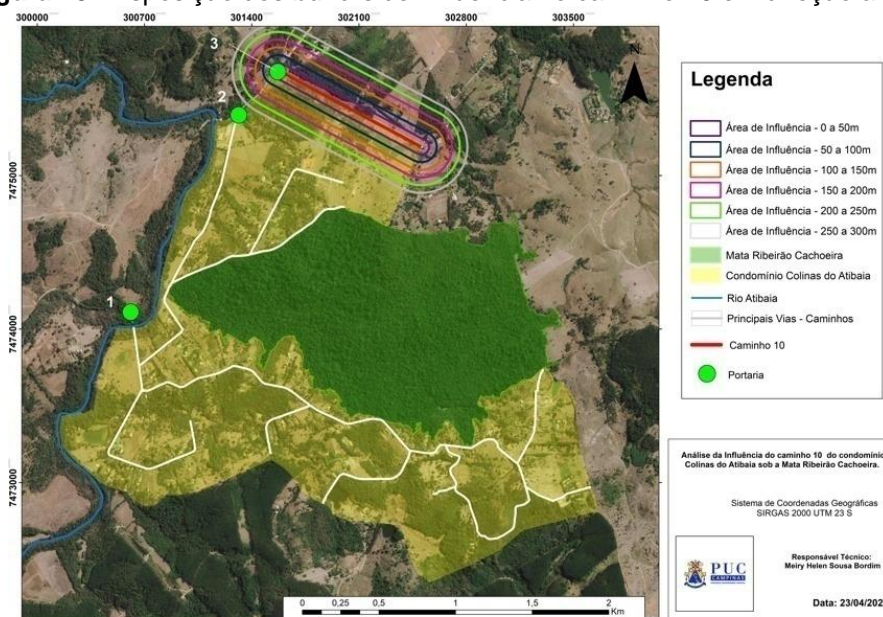 300000 300700 301400 302100 302800 303500
3
N
2
7475000
1
7474000
7473000
0 0,25 0,5 1 1,5 2
Km
Legenda
Área de Influência - 0 a 50m
Área de Influência - 50 a 100m
Área de Influência - 100 a 150m
Área de Influência - 150 a 200m
Área de Influência - 200 a 250m
Área de Influência - 250 a 300m
Mata Ribeirão Cachoeira
Condomínio Colinas do Atibaia
Rio Atibaia
Principais Vias - Caminhos
Caminho 10
Portaria
Análise da Influência do caminho 10 do condomínio
Colinas do Atibaia sob a Mata Ribeirão Cachoeira.
Sistema de Coordenadas Geográficas
SIRGAS 2000 UTM 23 S
PUC
CAMPINAS
Responsável Técnico:
Meiry Helen Sousa Bordim
Data: 23/04/202